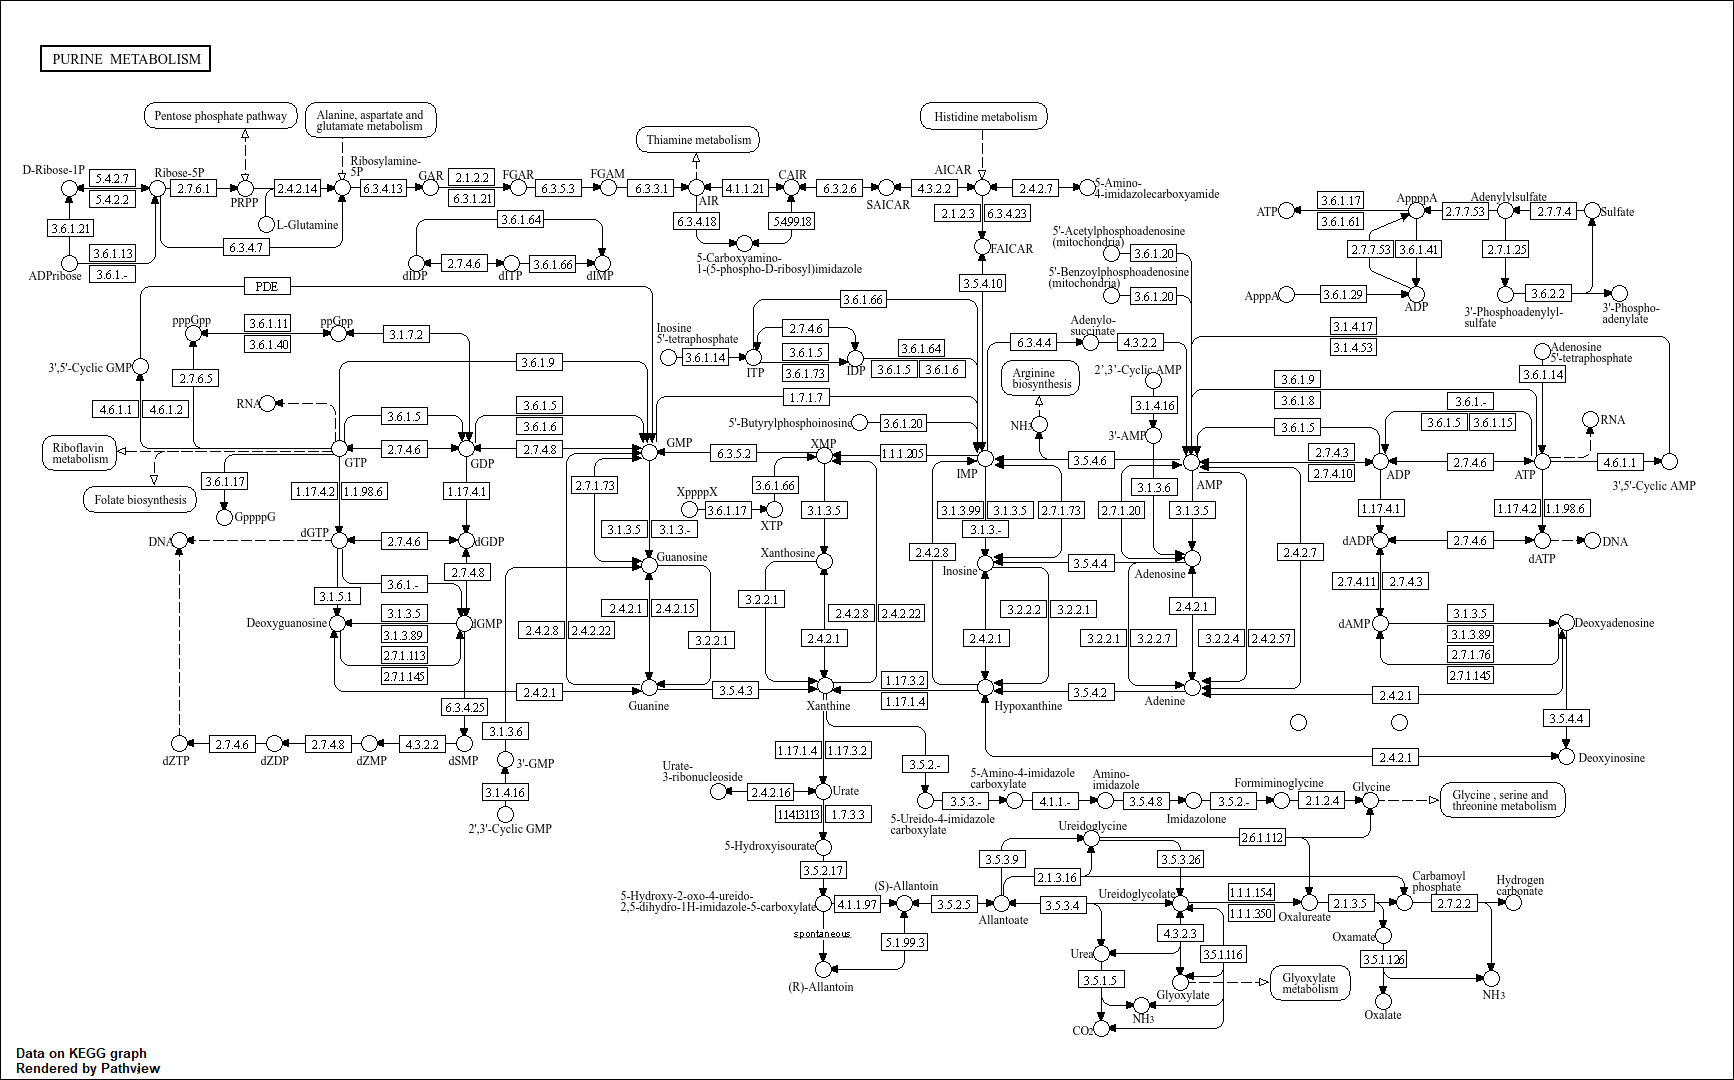 PURINE METABOLISM
Pentose phosphate pathway
Alanine, aspartate and
glutamate metabolism
Thiamine metabolism
Histidine metabolism
D-Ribose-1P
5.4.2.7
5.4.2.2
Ribose-5P
2.7.6.1
PRPP
2.4.2.14
Ribosylamine-
5P
6.3.4.13
GAR
2.1.2.2
6.3.1.21
FGAR
6.3.5.3
FGAM
6.3.3.1
AIR
4.1.1.21
CAIR
6.3.2.6
SAICAR
4.3.2.2
AICAR
2.4.2.7
5-Amino-
4-imidazolecarboxyamide
3.6.1.21
ADPribose
3.6.1.13
3.6.1.-
L-Glutamine
6.3.4.7
3.6.1.64
dIDP
2.7.4.6
dITP
3.6.1.66
dIMP
6.3.4.18
5.4.99.18
5-Carboxyamino-
1-(5-phospho-D-ribosyl)imidazole
2.1.2.3
6.3.4.23
FAICAR
3.5.4.10
5'-Acetylphosphoadenosine
(mitochondria)
3.6.1.20
5'-Benzoylphosphoadenosine
(mitochondria)
3.6.1.20
ATP
3.6.1.17
3.6.1.61
AppppA
2.7.7.53
Adenylylsulfate
2.7.7.4
Sulfate
2.7.7.53
3.6.1.41
2.7.1.25
ApppA
3.6.1.29
ADP
3.6.2.2
3'-Phosphoadenylyl-
sulfate
3'-Phospho-
adenylate
PDE
pppGpp
3.6.1.11
3.6.1.40
ppGpp
3.1.7.2
3',5'-Cyclic GMP
2.7.6.5
3.6.1.9
4.6.1.1
4.6.1.2
RNA
3.6.1.5
3.6.1.5
3.6.1.6
Riboflavin
metabolism
GTP
2.7.4.6
GDP
2.7.4.8
GMP
Folate biosynthesis
3.6.1.17
GppppG
1.17.4.2
1.1.98.6
1.17.4.1
Inosine
5'-tetraphosphate
3.6.1.14
ITP
3.6.1.66
2.7.4.6
3.6.1.5
3.6.1.73
IDP
3.6.1.64
3.6.1.5
3.6.1.6
1.7.1.7
5'-Butyrylphosphoinosine
3.6.1.20
6.3.4.4
Adenylo-
succinate
4.3.2.2
Arginine
biosynthesis
NH3
2',3'-Cyclic AMP
3.1.4.16
3'-AMP
3.1.4.17
3.1.4.53
Adenosine
5'-tetraphosphate
3.6.1.14
3.6.1.9
3.6.1.8
3.6.1.5
3.6.1.-
3.6.1.5
3.6.1.15
RNA
6.3.5.2
XMP
1.1.1.205
IMP
3.5.4.6
AMP
2.7.4.3
2.7.4.10
ADP
2.7.4.6
ATP
4.6.1.1
3',5'-Cyclic AMP
2.7.1.73
XppppX
3.6.1.17
3.6.1.66
XTP
3.1.3.5
3.1.3.5
3.1.3.-
3.1.3.99
3.1.3.5
3.1.3.-
2.7.1.73
2.7.1.20
3.1.3.6
3.1.3.5
1.17.4.1
1.17.4.2
1.1.98.6
DNA
dGTP
2.7.4.6
dGDP
2.7.4.8
3.6.1.-
3.1.5.1
Guanosine
Xanthosine
2.4.2.8
Inosine
3.5.4.4
Adenosine
2.4.2.7
dADP
2.7.4.6
dATP
DNA
2.7.4.11
2.7.4.3
Deoxyguanosine
3.1.3.5
3.1.3.89
2.7.1.113
2.7.1.145
dGMP
2.4.2.8
2.4.2.22
2.4.2.1
2.4.2.15
3.2.2.1
3.2.2.1
2.4.2.8
2.4.2.22
2.4.2.1
2.4.2.1
3.2.2.2
3.2.2.1
3.2.2.1
3.2.2.7
2.4.2.1
3.2.2.4
2.4.2.57
dAMP
3.1.3.5
3.1.3.89
2.7.1.76
2.7.1.145
Deoxyadenosine
2.4.2.1
Guanine
3.5.4.3
Xanthine
1.17.3.2
1.17.1.4
Hypoxanthine
3.5.4.2
Adenine
2.4.2.1
3.5.4.4
2.4.2.1
Deoxyinosine
6.3.4.25
dZTP
2.7.4.6
dZDP
2.7.4.8
dZMP
4.3.2.2
dSMP
3.1.3.6
3'-GMP
3.1.4.16
2',3'-Cyclic GMP
1.17.1.4
1.17.3.2
Urate-
3-ribonucleoside
2.4.2.16
Urate
1.14.13.113
1.7.3.3
5-Hydroxyisourate
3.5.2.17
3.5.2.-
5-Ureido-4-imidazole
carboxylate
3.5.3.-
5-Amino-4-imidazole
carboxylate
4.1.1.-
Amino-
imidazole
3.5.4.8
Imidazolone
3.5.2.-
Formiminoglycine
2.1.2.4
Glycine
Glycine , serine and
threonine metabolism
5-Hydroxy-2-oxo-4-ureido-
2,5-dihydro-1H-imidazole-5-carboxylate
4.1.1.97
(S)-Allantoin
3.5.2.5
Allantoate
spontaneous
5.1.99.3
(R)-Allantoin
Ureidoglycine
3.5.3.9
2.1.3.16
3.5.3.26
2.6.1.112
3.5.3.4
Ureidoglycolate
1.1.1.154
1.1.1.350
Oxalureate
2.1.3.5
Carbamoyl
phosphate
2.7.2.2
Hydrogen
carbonate
Urea
4.3.2.3
3.5.1.116
3.5.1.5
Glyoxylate
Glyoxylate
metabolism
NH3
CO2
Oxamate
3.5.1.126
Oxalate
NH3
Data on KEGG graph
Rendered by Pathview